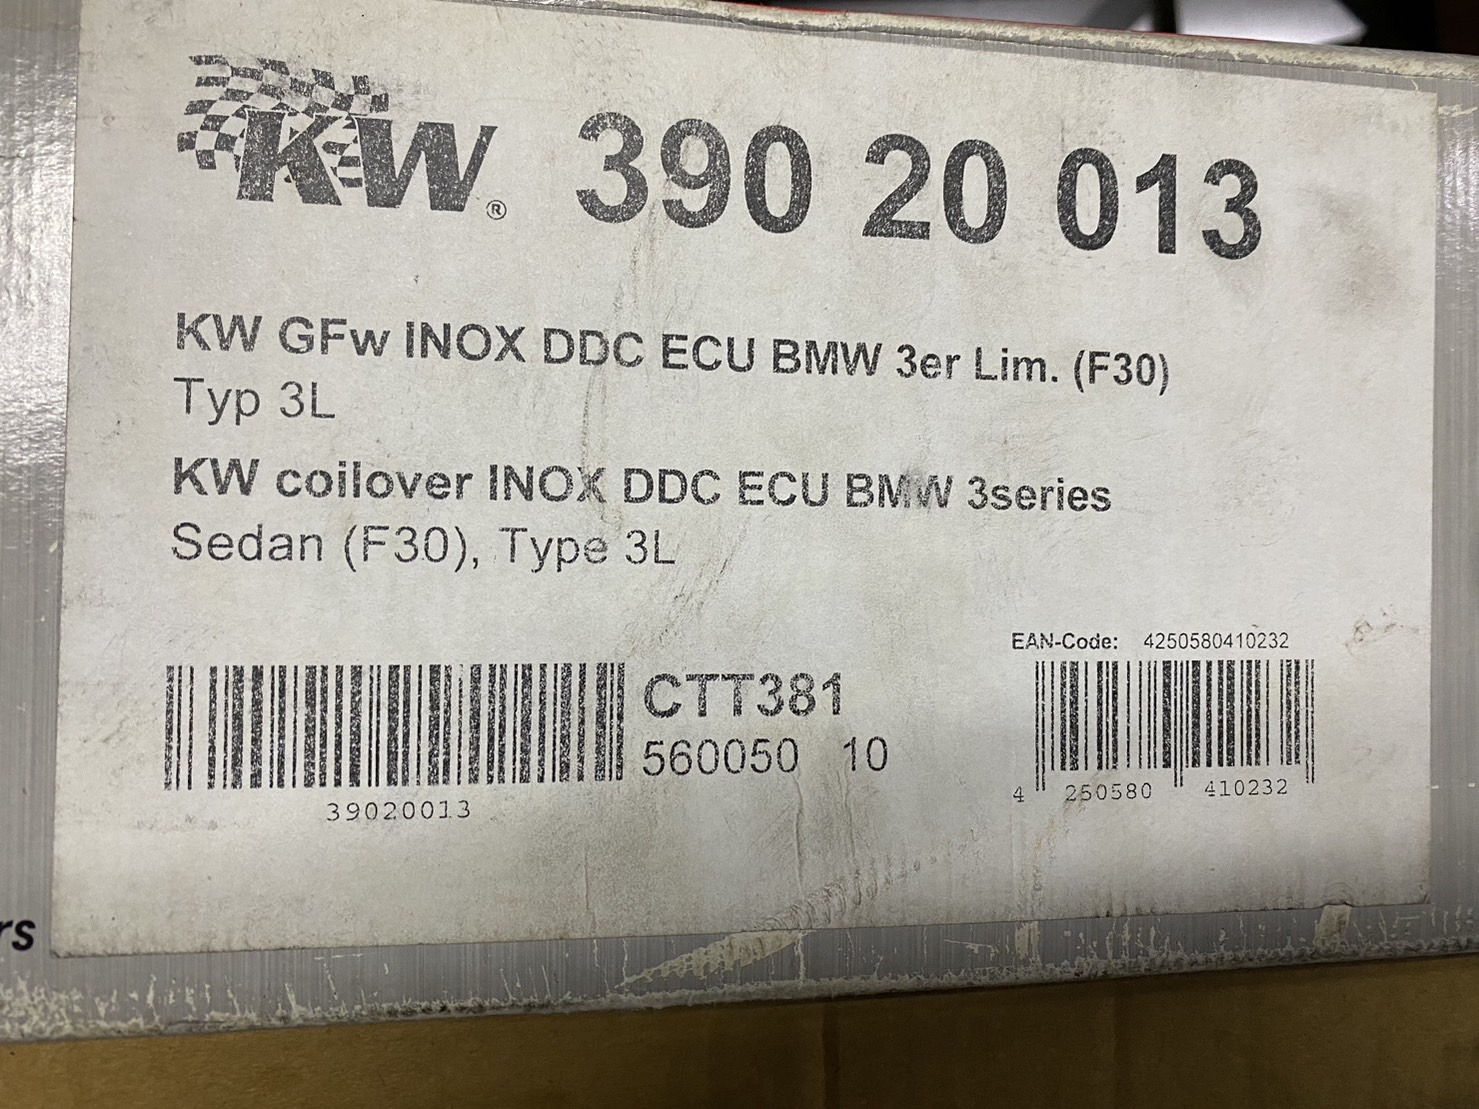 KW® 390 20 013
KW GFw INOX DDC ECU BMW 3er Lim. (F30)
Typ 3L
KW coilover INOX DDC ECU BMW 3series
Sedan (F30), Type 3L
EAN-Code: 4250580410232
CTT381
560050 10
39020013
4 250580 410232
rs